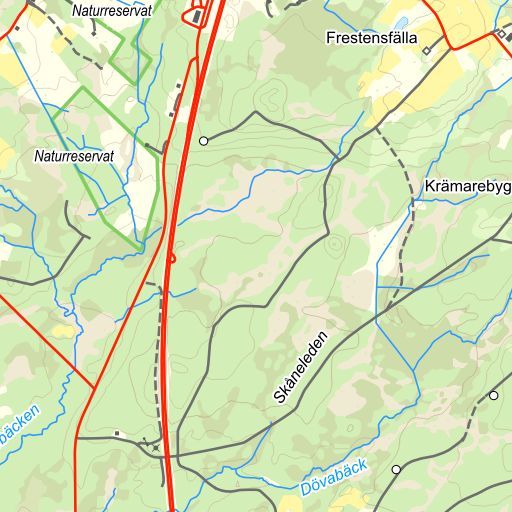 Naturreservat
Frestensfälla
Naturreservat
Krämarebyg
Skåneleden
bäcken
Dövabäck